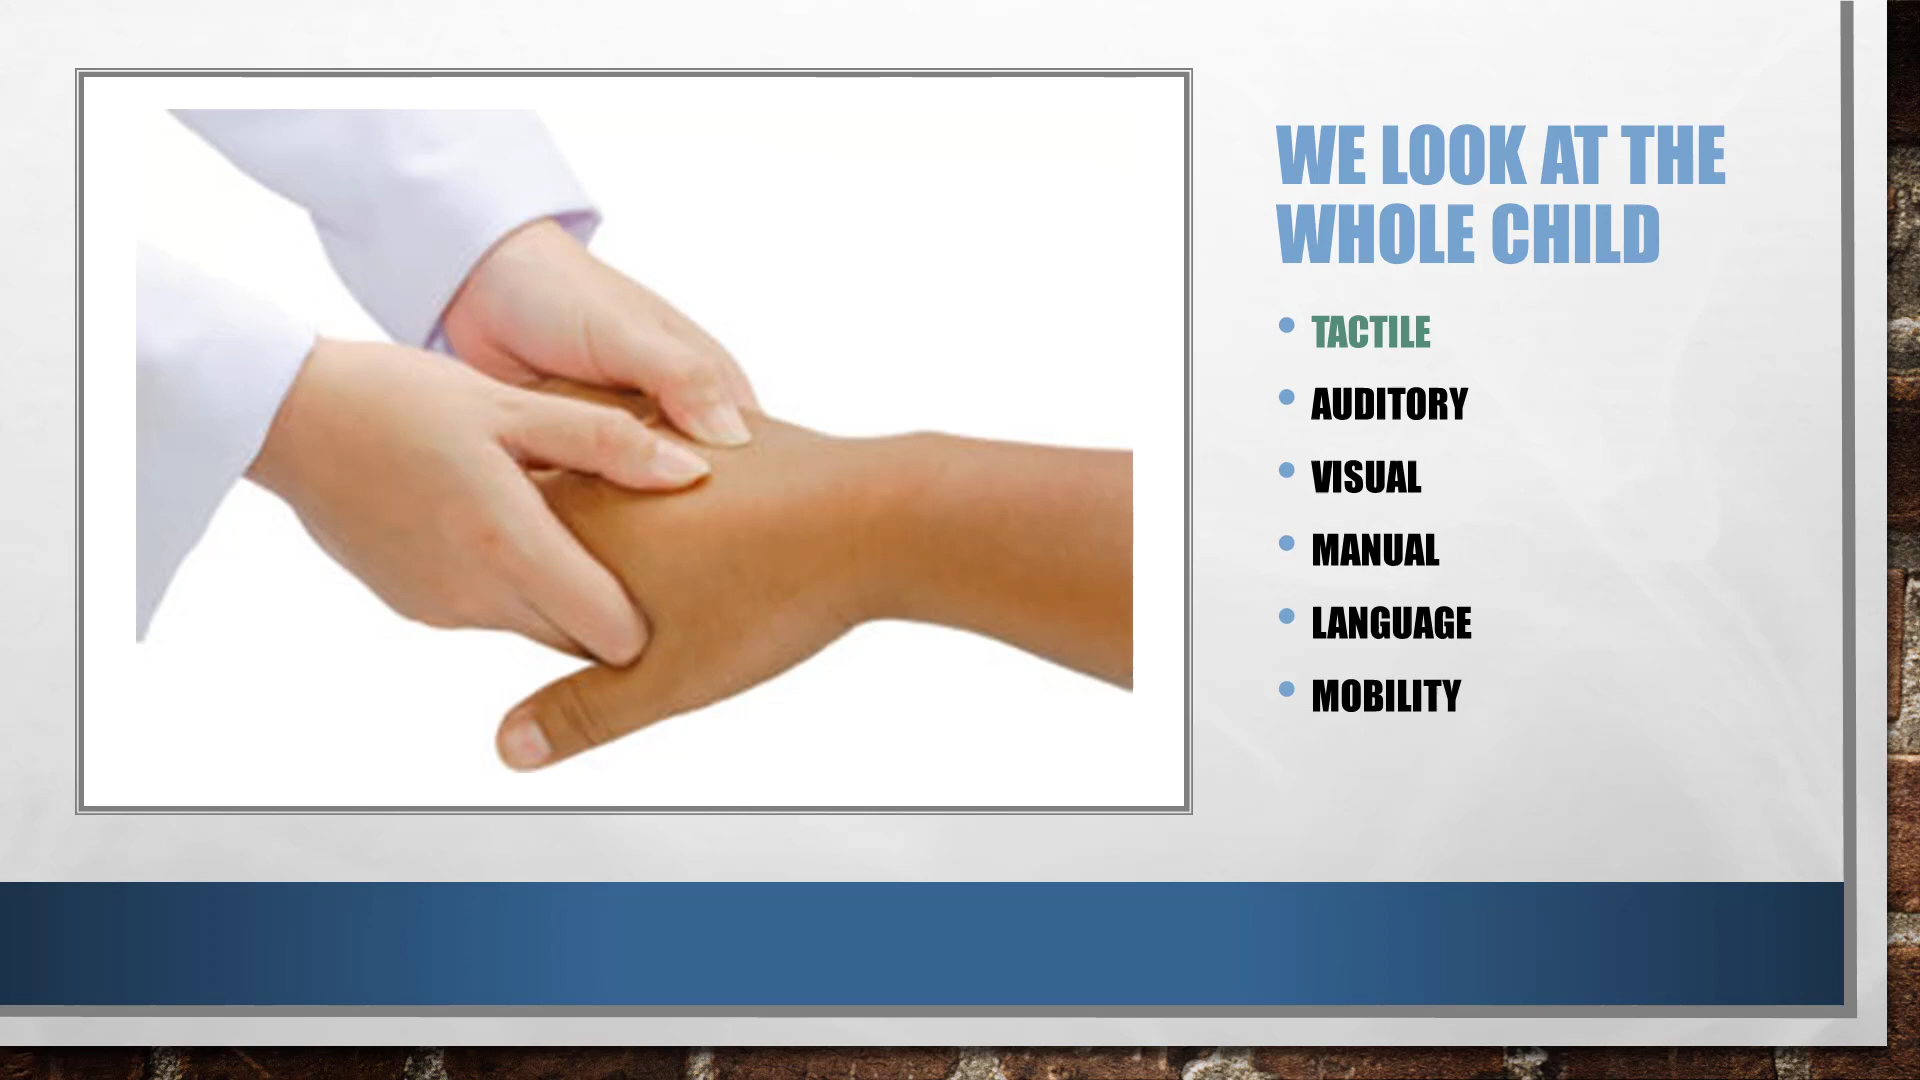 WE LOOK AT THE
WHOLE CHILD
• TACTILE
• AUDITORY
• VISUAL
• MANUAL
• LANGUAGE
• MOBILITY